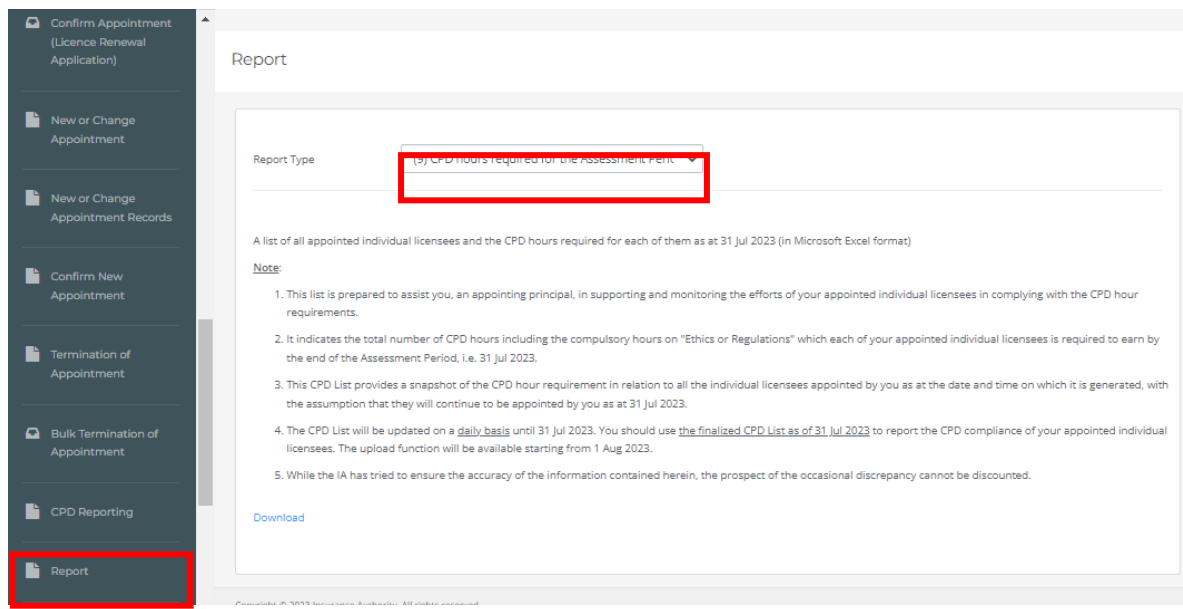 Confirm Appointment
(Licence Renewal
Application)
New or Change
Appointment
New or Change
Appointment Records
Confirm New
Appointment
Termination of
Appointment
Bulk Termination of
Appointment
CPD Reporting
Report
Report
Report Type
(9) CPD hours required for the Assessment Peri
A list of all appointed individual licensees and the CPD hours required for each of them as at 31 Jul 2023 (in Microsoft Excel format)
Note:
1. This list is prepared to assist you, an appointing principal, in supporting and monitoring the efforts of your appointed individual licensees in complying with the CPD hour
requirements.
2. It indicates the total number of CPD hours including the compulsory hours on "Ethics or Regulations" which each of your appointed individual licensees is required to earn by
the end of the Assessment Period, i.e. 31 Jul 2023.
3. This CPD List provides a snapshot of the CPD hour requirement in relation to all the individual licensees appointed by you as at the date and time on which it is generated, with
the assumption that they will continue to be appointed by you as at 31 Jul 2023.
4. The CPD List will be updated on a daily basis until 31 Jul 2023. You should use the finalized CPD List as of 31 Jul 2023 to report the CPD compliance of your appointed individual
licensees. The upload function will be available starting from 1 Aug 2023.
5. While the IA has tried to ensure the accuracy of the information contained herein, the prospect of the occasional discrepancy cannot be discounted.
Download
Copyright © 2023 Insurance Authority. All rights reserved.